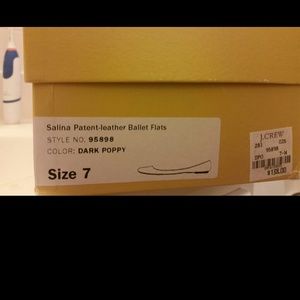 Salina Patent-leather Ballet Flats
STYLE NO. 95898
COLOR: DARK POPPY
Size 7
J.CREW
95898